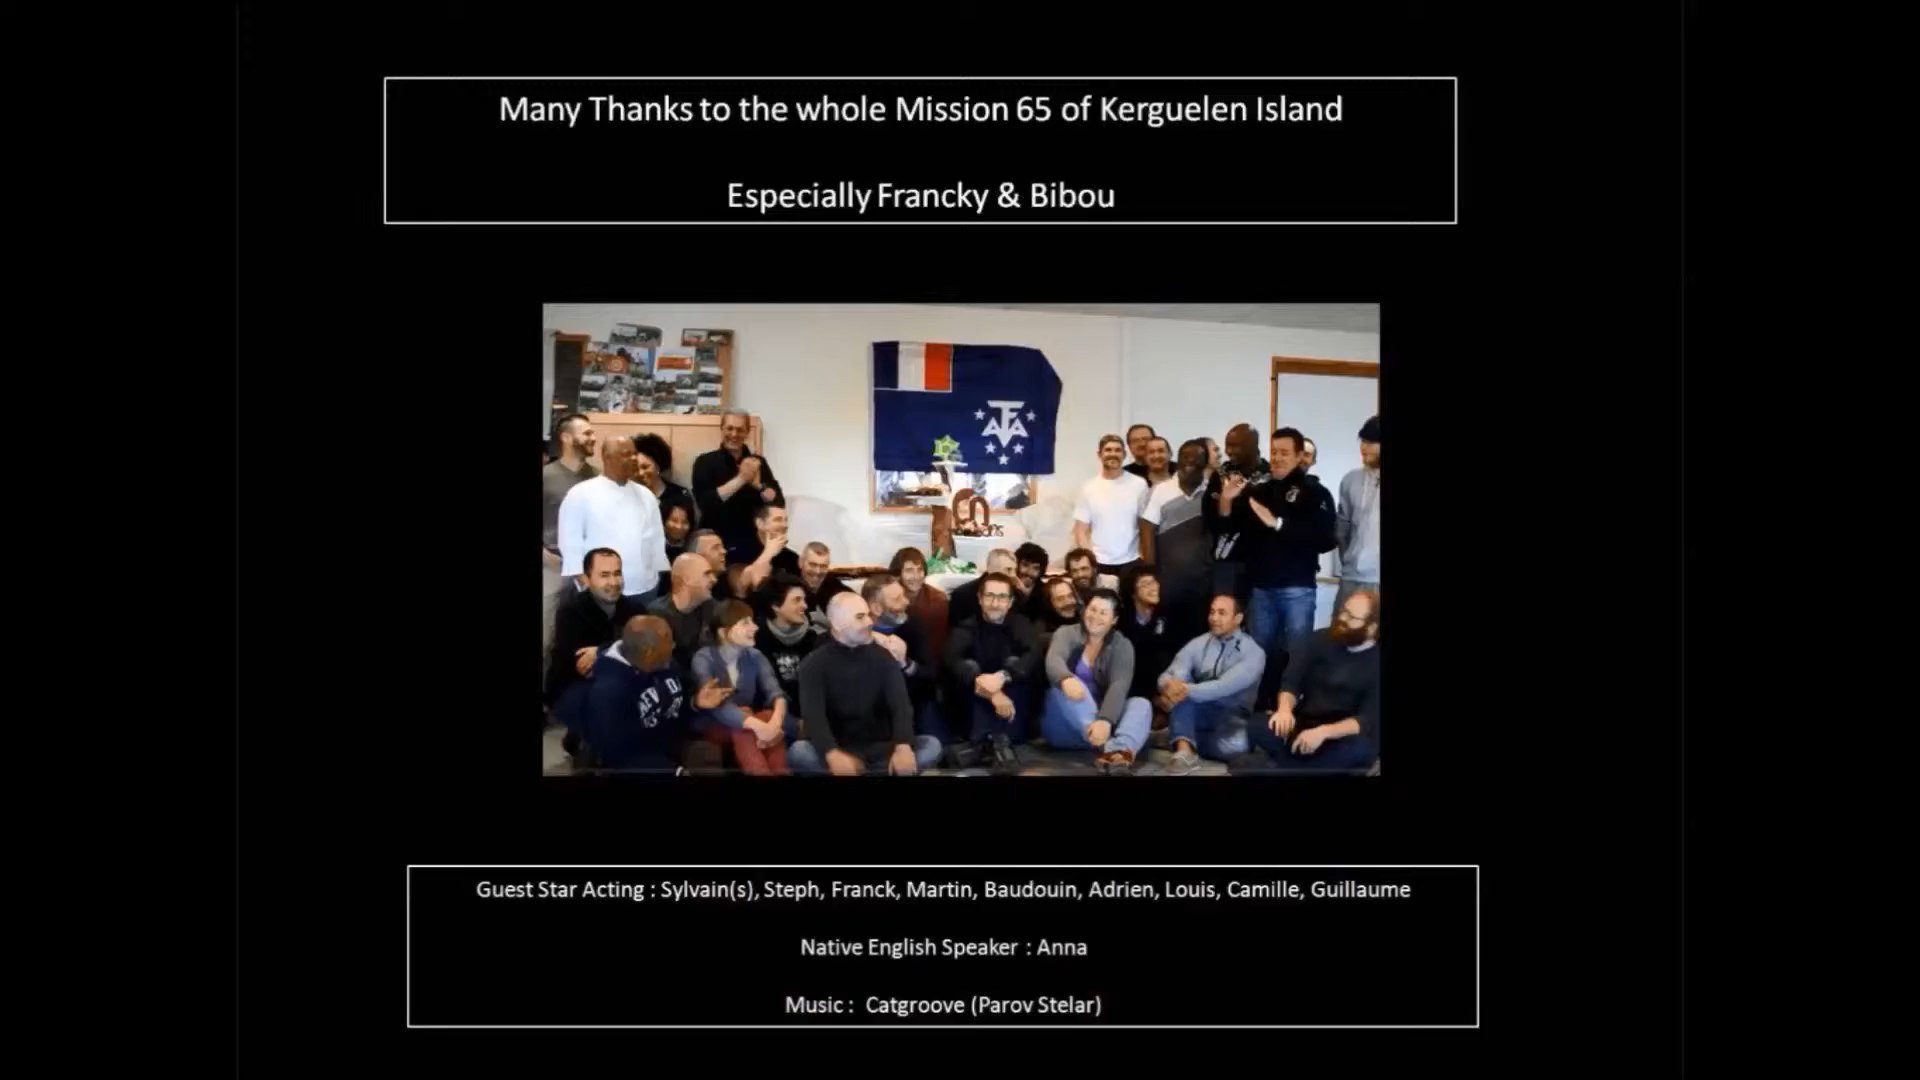 Many Thanks to the whole Mission 65 of Kerguelen Island
Especially Francky & Bibou
TAAF
Guest Star Acting : Sylvain(s), Steph, Franck, Martin, Baudouin, Adrien, Louis, Camille, Guillaume
Native English Speaker : Anna
Music : Catgroove (Parov Stelar)